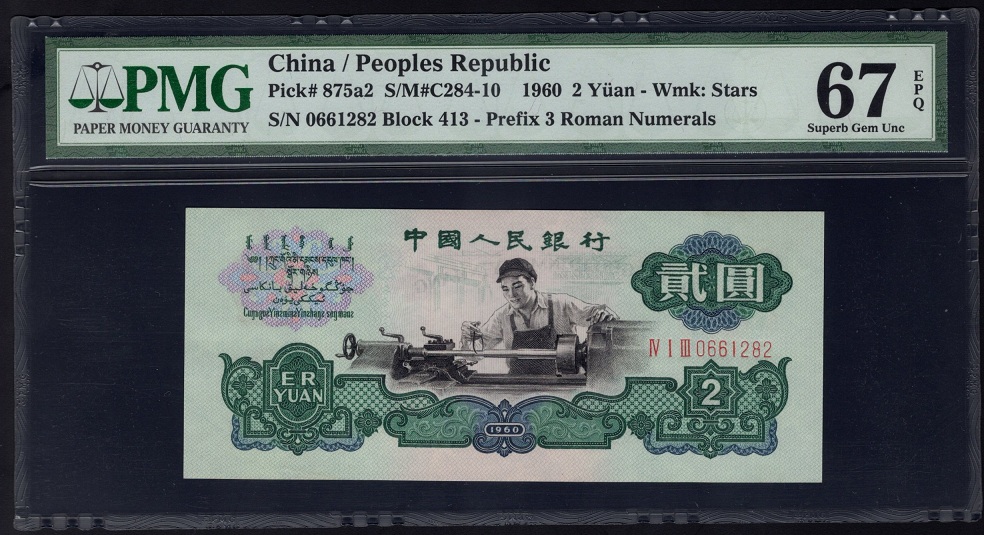 PMG
PAPER MONEY GUARANTY
China / Peoples Republic
Pick# 875a2 S/M#C284-10 1960 2 Yüan - Wmk: Stars
S/N 0661282 Block 413 - Prefix 3 Roman Numerals
67
EPQ
Superb Gem Unc
中國人民銀行
貳圓
Ⅳ Ⅰ Ⅲ 0661282
E R
YUAN
1960
2